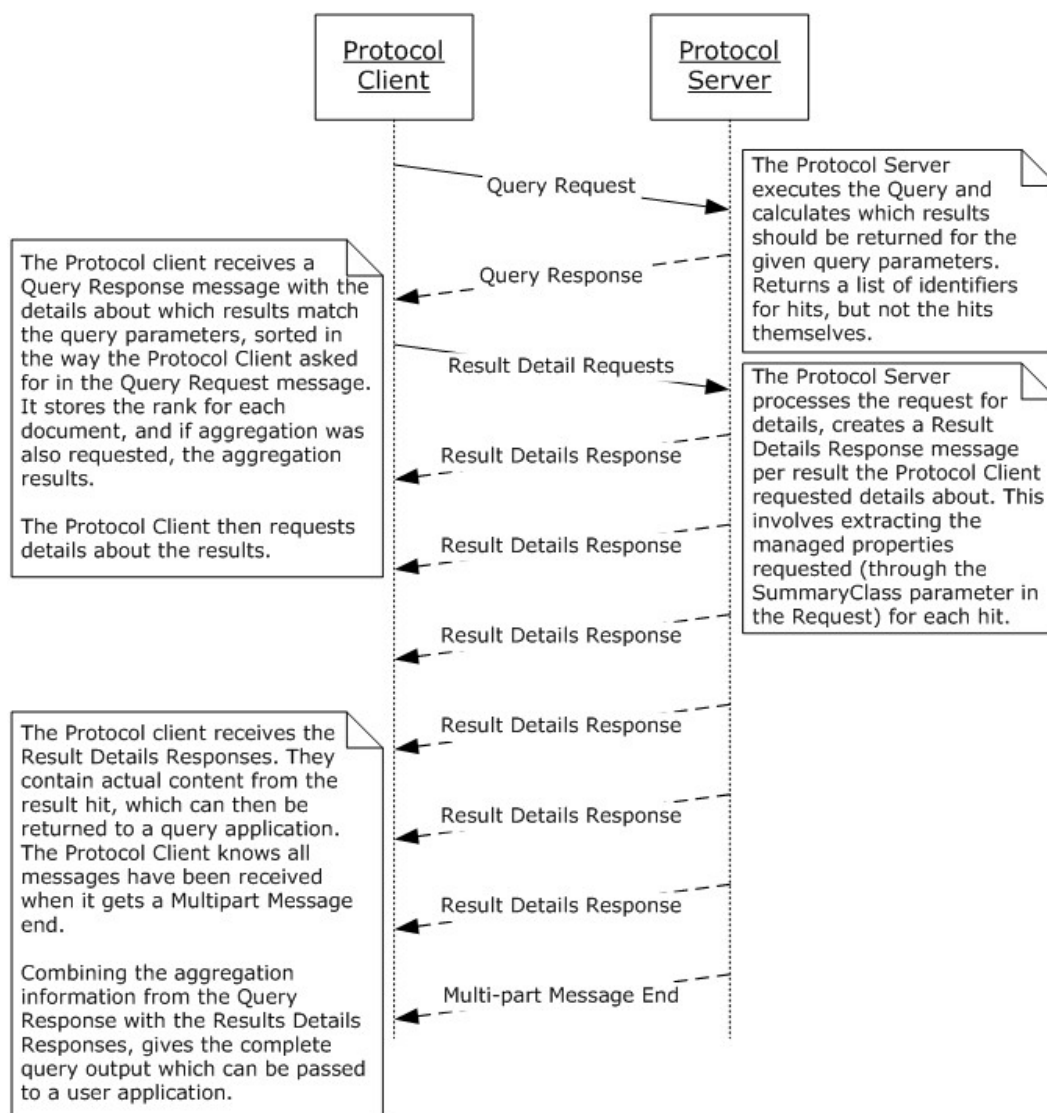 Protocol
Client
Protocol
Server
Query Request
The Protocol Server
executes the Query and
calculates which results
should be returned for the
given query parameters.
Returns a list of identifiers
for hits, but not the hits
themselves.
Query Response
The Protocol client receives a
Query Response message with the
details about which results match
the query parameters, sorted in
the way the Protocol Client asked
for in the Query Request message.
It stores the rank for each
document, and if aggregation was
also requested, the aggregation
results.
The Protocol Client then requests
details about the results.
Result Detail Requests
The Protocol Server
processes the request for
details, creates a Result
Details Response message
per result the Protocol Client
requested details about. This
involves extracting the
managed properties
requested (through the
SummaryClass parameter in
the Request) for each hit.
Result Details Response
Result Details Response
Result Details Response
Result Details Response
Result Details Response
Result Details Response
Multi-part Message End
The Protocol client receives the
Result Details Responses. They
contain actual content from the
result hit, which can then be
returned to a query application.
The Protocol Client knows all
messages have been received
when it gets a Multipart Message
end.
Combining the aggregation
information from the Query
Response with the Results Details
Responses, gives the complete
query output which can be passed
to a user application.